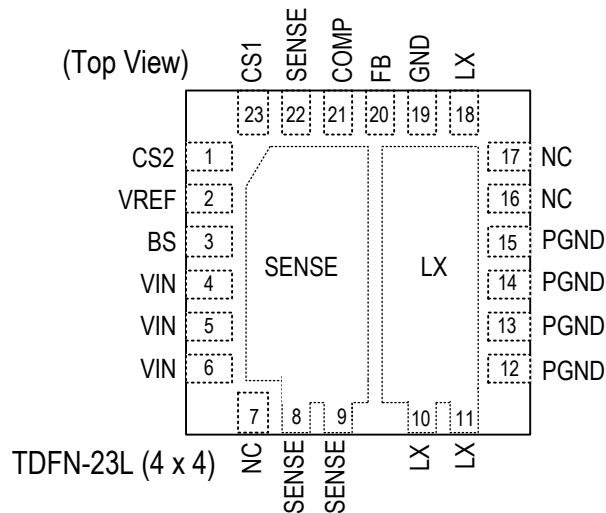 (Top View)
CS1
SENSE
COMP
FB
GND
LX
23
22
21
20
19
18
CS2 1
17 NC
VREF 2
16 NC
BS 3
15 PGND
SENSE
LX
VIN 4
14 PGND
VIN 5
13 PGND
VIN 6
12 PGND
7
8
9
10
11
TDFN-23L (4 x 4)
NC
SENSE
SENSE
LX
LX